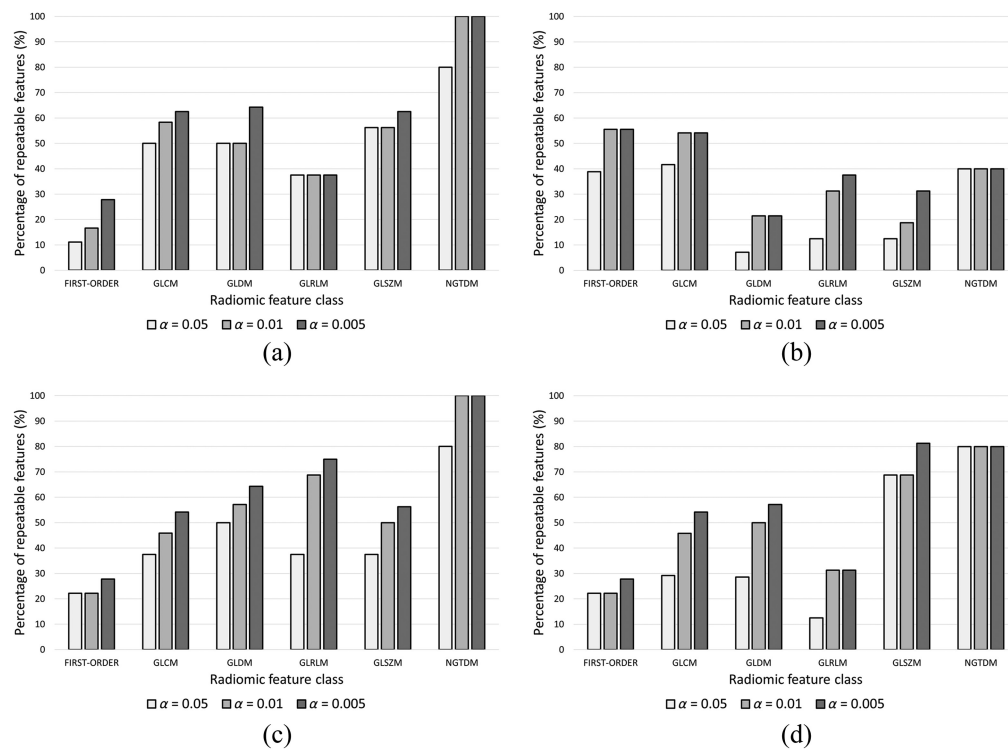 Percentage of repeatable features (%)
100
90
80
70
60
50
40
30
20
10
0
FIRST-ORDER GLCM GLDM GLRLM GLSZM NGTDM
Radiomic feature class
α = 0.05 α = 0.01 α = 0.005
(a)
Percentage of repeatable features (%)
100
90
80
70
60
50
40
30
20
10
0
FIRST-ORDER GLCM GLDM GLRLM GLSZM NGTDM
Radiomic feature class
α = 0.05 α = 0.01 α = 0.005
(b)
Percentage of repeatable features (%)
100
90
80
70
60
50
40
30
20
10
0
FIRST-ORDER GLCM GLDM GLRLM GLSZM NGTDM
Radiomic feature class
α = 0.05 α = 0.01 α = 0.005
(c)
Percentage of repeatable features (%)
100
90
80
70
60
50
40
30
20
10
0
FIRST-ORDER GLCM GLDM GLRLM GLSZM NGTDM
Radiomic feature class
α = 0.05 α = 0.01 α = 0.005
(d)